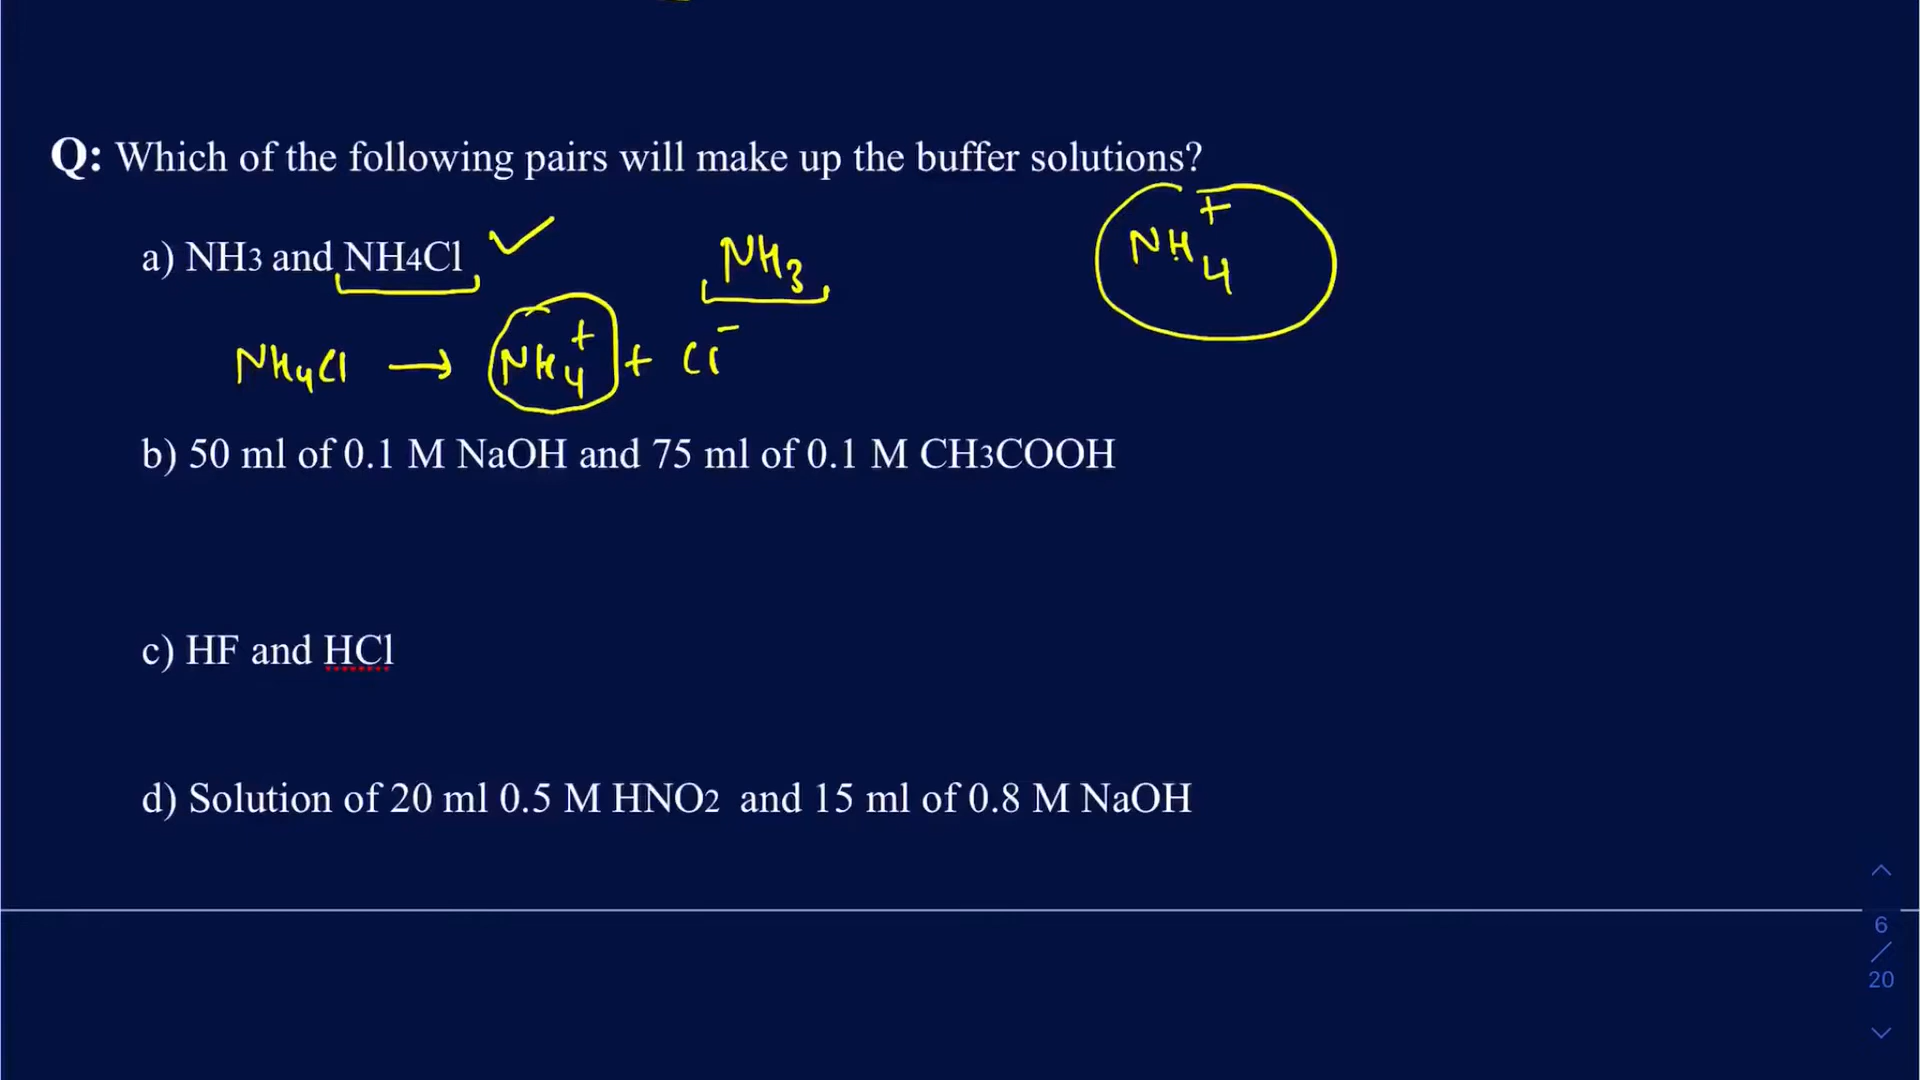 Q: Which of the following pairs will make up the buffer solutions?
a) NH3 and NH4Cl ✓ NH3 NH4+
NH4Cl → NH4+ + Cl-
b) 50 ml of 0.1 M NaOH and 75 ml of 0.1 M CH3COOH
c) HF and HCl
d) Solution of 20 ml 0.5 M HNO2 and 15 ml of 0.8 M NaOH
6
/
20